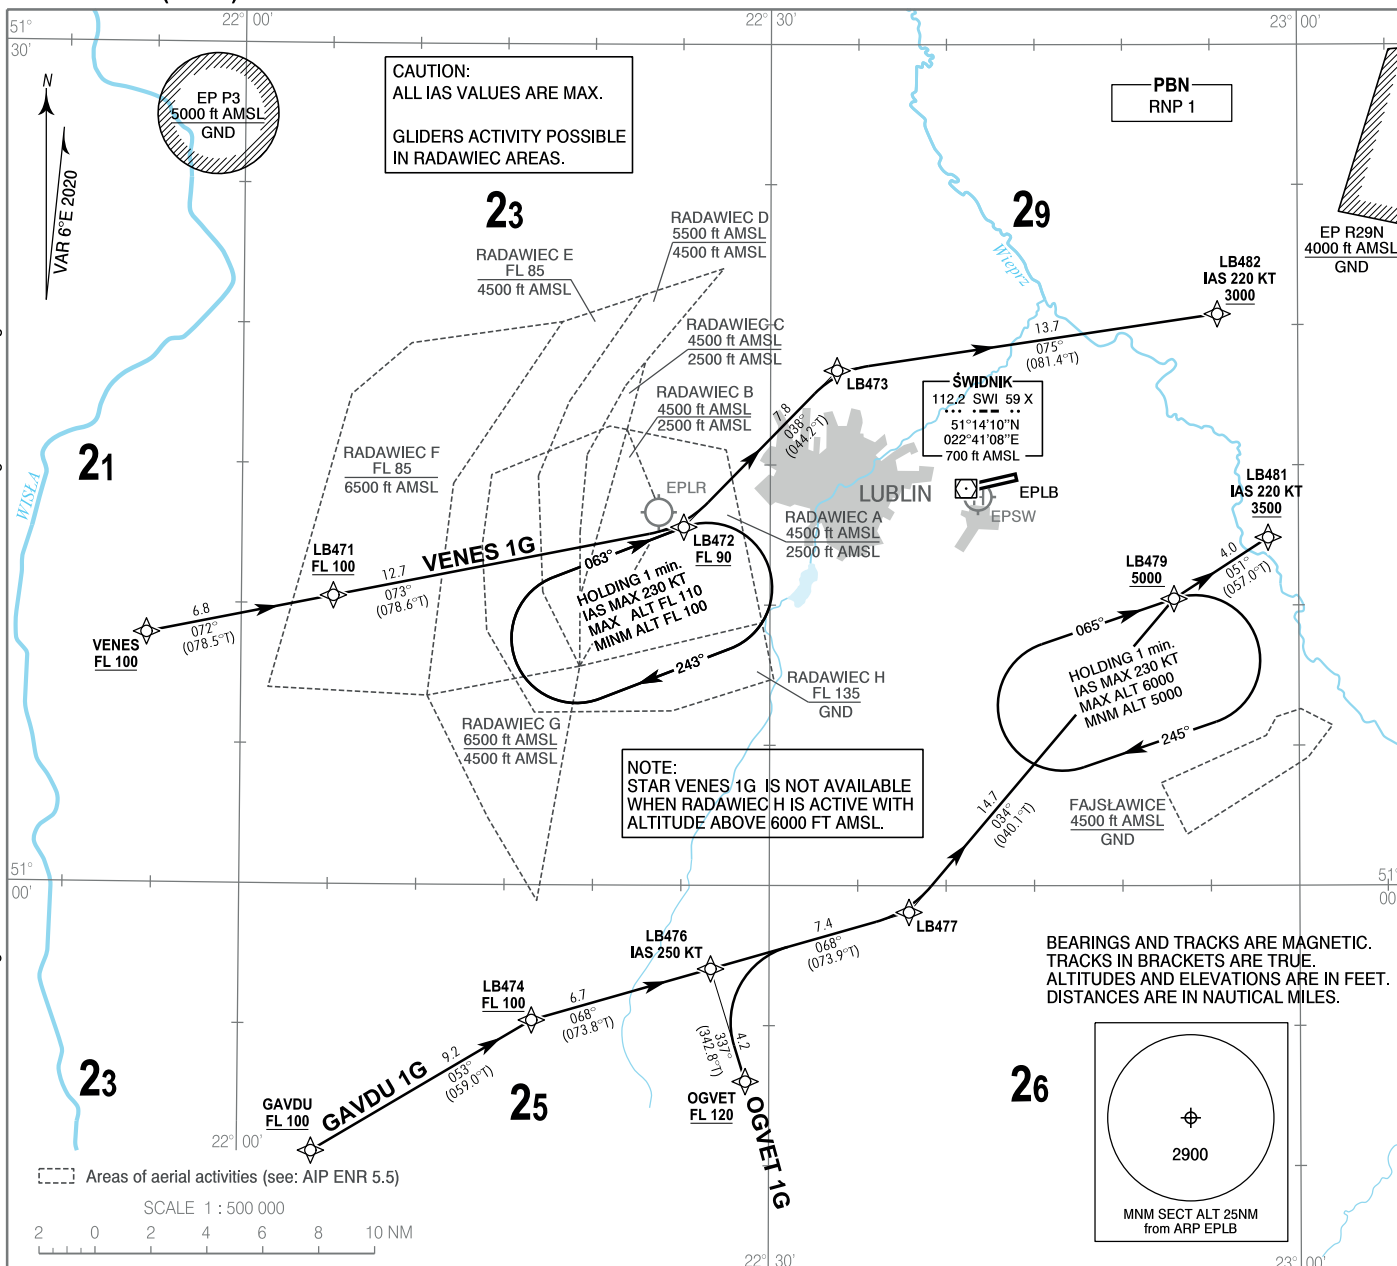 51°
30'
22° 00'
22° 30'
23° 00'
N
VAR 6°E 2020
EP P3
5000 ft AMSL
GND
CAUTION:
ALL IAS VALUES ARE MAX.
GLIDERS ACTIVITY POSSIBLE
IN RADAWIEC AREAS.
PBN
RNP 1
23
29
EP R29N
4000 ft AMSL
GND
RADAWIEC D
5500 ft AMSL
4500 ft AMSL
RADAWIEC E
FL 85
4500 ft AMSL
Wieprz
LB482
IAS 220 KT
3000
RADAWIEC C
4500 ft AMSL
2500 ft AMSL
13.7
075°
(081.4°T)
LB473
RADAWIEC B
4500 ft AMSL
2500 ft AMSL
ŚWIDNIK
112.2 SWI 59 X
51°14'10"N
022°41'08"E
700 ft AMSL
7.8
038°
(044.2°T)
21
WISŁA
RADAWIEC F
FL 85
6500 ft AMSL
EPLR
LUBLIN
EPLB
EPSW
LB481
IAS 220 KT
3500
RADAWIEC A
4500 ft AMSL
2500 ft AMSL
LB472
FL 90
VENES 1G
LB471
FL 100
12.7
073°
(078.6°T)
063°
HOLDING 1 min.
IAS MAX 230 KT
MAX ALT FL 110
MINM ALT FL 100
243°
4.0
051°
(057.0°T)
LB479
5000
6.8
072°
(078.5°T)
VENES
FL 100
065°
HOLDING 1 min.
IAS MAX 230 KT
MAX ALT 6000
MNM ALT 5000
245°
RADAWIEC H
FL 135
GND
RADAWIEC G
6500 ft AMSL
4500 ft AMSL
NOTE:
STAR VENES 1G IS NOT AVAILABLE
WHEN RADAWIEC H IS ACTIVE WITH
ALTITUDE ABOVE 6000 FT AMSL.
14.7
034°
(040.1°T)
FAJSŁAWICE
4500 ft AMSL
GND
51°
00'
51°
00'
LB477
7.4
068°
(073.9°T)
LB476
IAS 250 KT
BEARINGS AND TRACKS ARE MAGNETIC.
TRACKS IN BRACKETS ARE TRUE.
ALTITUDES AND ELEVATIONS ARE IN FEET.
DISTANCES ARE IN NAUTICAL MILES.
LB474
FL 100
6.7
068°
(073.8°T)
4.2
337°
(342.8°T)
9.2
053°
(059.0°T)
GAVDU 1G
23
25
26
GAVDU
FL 100
OGVET
FL 120
OGVET 1G
2900
MNM SECT ALT 25NM
from ARP EPLB
22° 00'
Areas of aerial activities (see: AIP ENR 5.5)
SCALE 1 : 500 000
2 0 2 4 6 8 10 NM
22° 30'
23° 00'